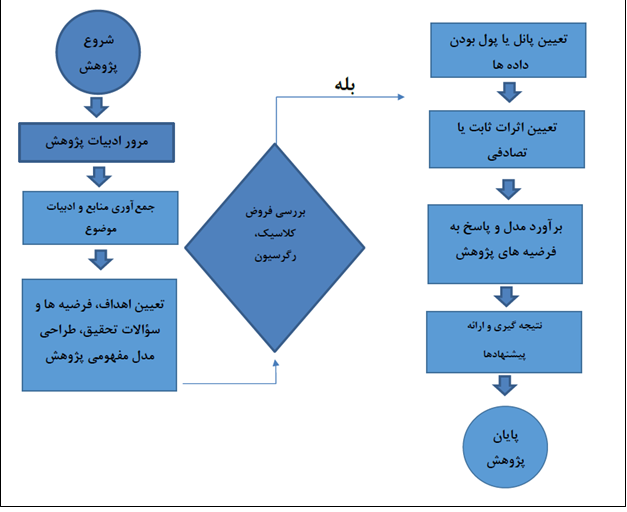 شروع
پژوهش
مرور ادبیات پژوهش
جمع‌آوری منابع و ادبیات
موضوع
تعیین اهداف، فرضیه ها و
سؤالات تحقیق، طراحی
مدل مفهومی پژوهش
بررسی فروض
کلاسیک،
رگرسیون
بله
تعیین پانل یا پول بودن
داده ها
تعیین اثرات ثابت یا
تصادفی
برآورد مدل و پاسخ به
فرضیه های پژوهش
نتیجه گیری و ارائه
پیشنهادها
پایان
پژوهش